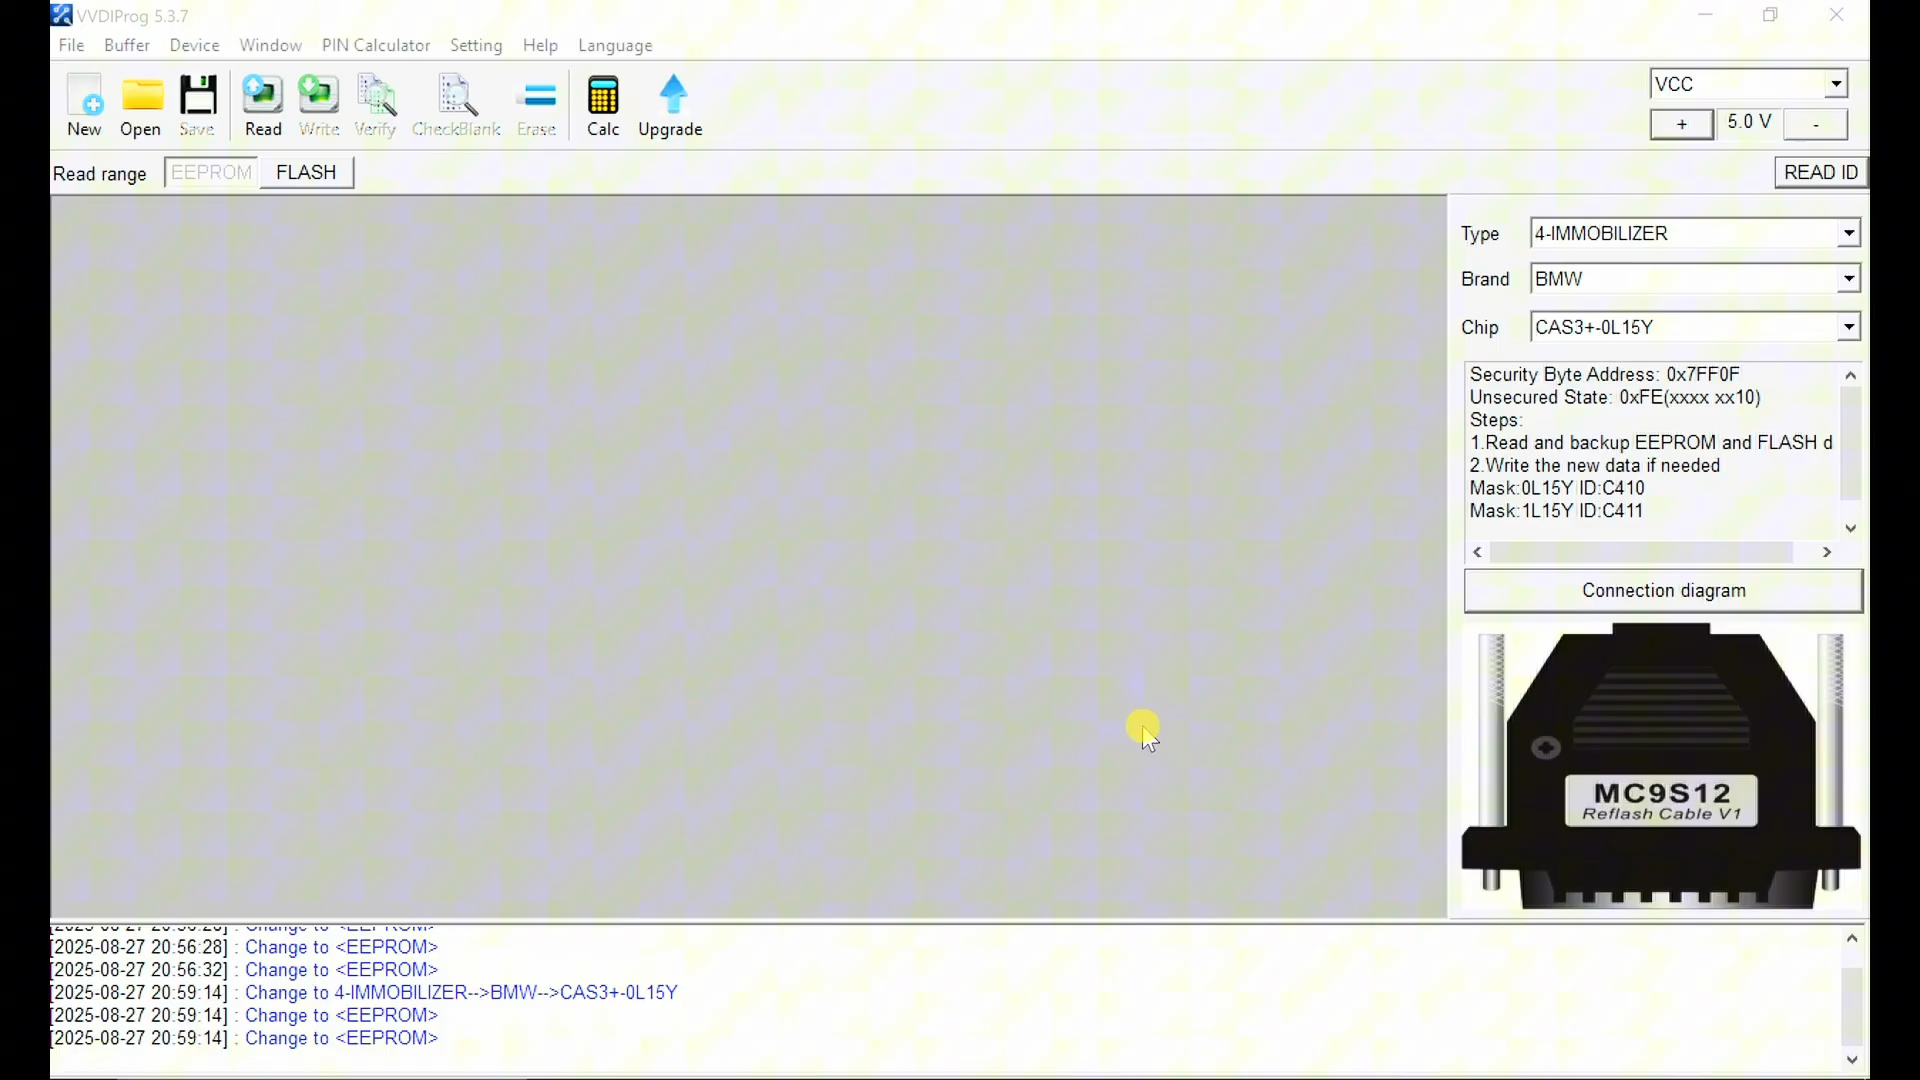 VVDIProg 5.3.7
File Buffer Device Window PIN Calculator Setting Help Language
New Open Save Read Write Verify CheckBlank Erase Calc Upgrade
VCC
+ 5.0 V -
Read range EEPROM FLASH
READ ID
Type 4-IMMOBILIZER
Brand BMW
Chip CAS3+-0L15Y
Security Byte Address: 0x7FF0F
Unsecured State: 0xFE(xxxx xx10)
Steps:
1.Read and backup EEPROM and FLASH d
2.Write the new data if needed
Mask:0L15Y ID:C410
Mask:1L15Y ID:C411
Connection diagram
MC9S12
Reflash Cable V1
Change to <EEPROM>
[2025-08-27 20:56:28] : Change to <EEPROM>
[2025-08-27 20:56:32] : Change to <EEPROM>
[2025-08-27 20:59:14] : Change to 4-IMMOBILIZER-->BMW-->CAS3+-0L15Y
[2025-08-27 20:59:14] : Change to <EEPROM>
[2025-08-27 20:59:14] : Change to <EEPROM>